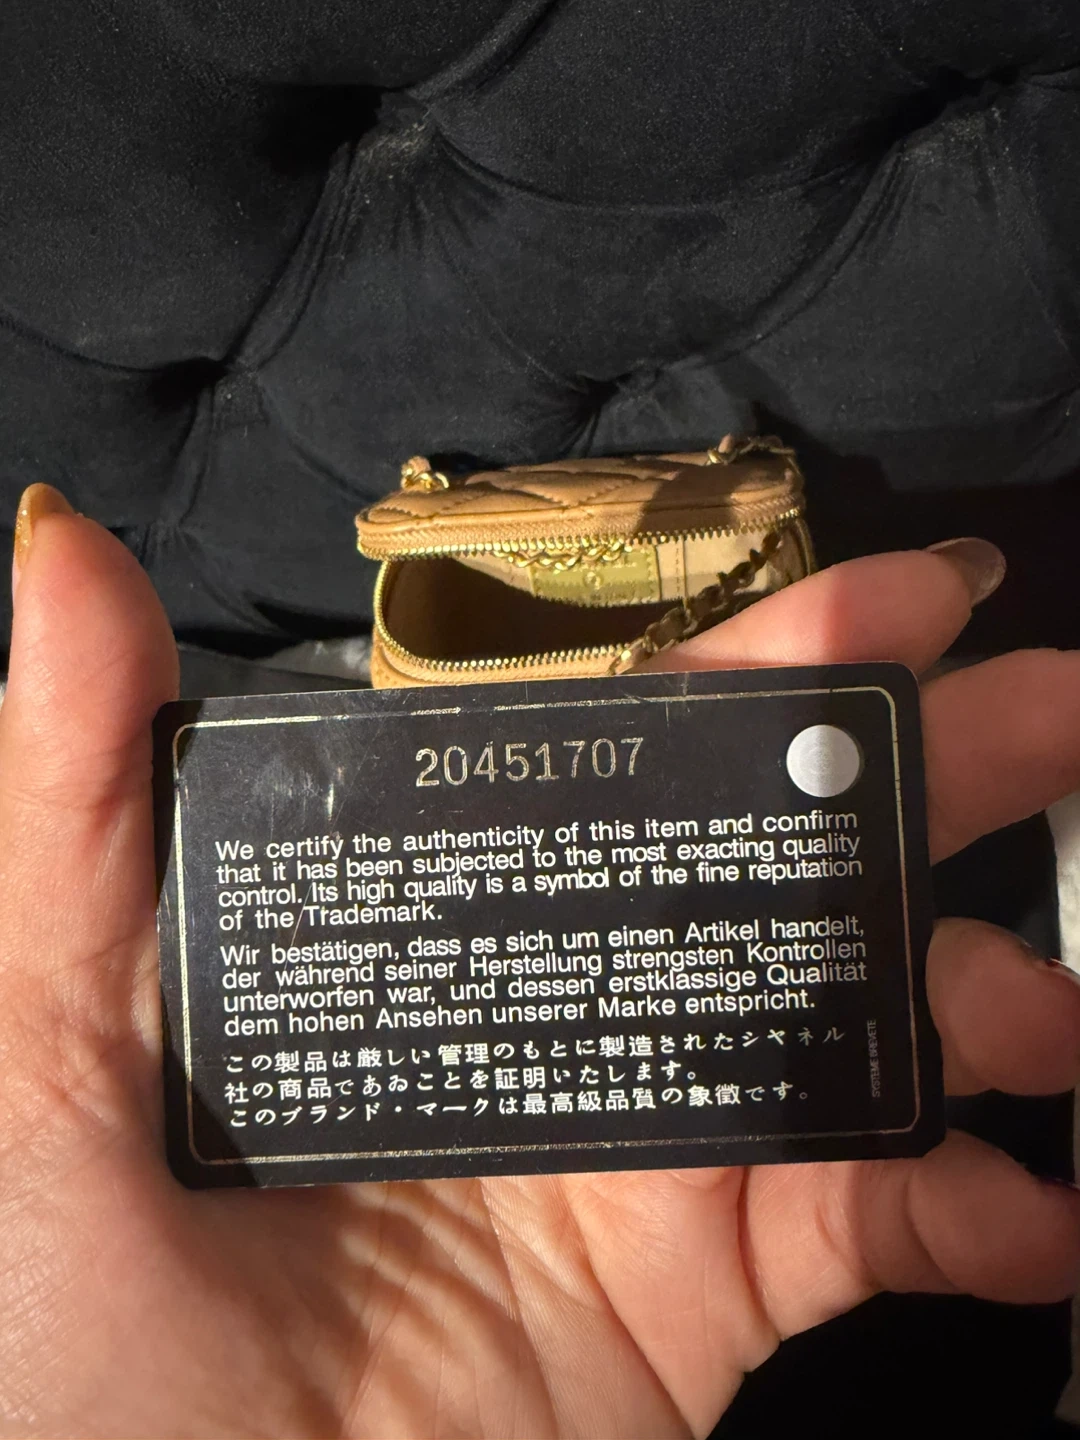 20451707
We certify the authenticity of this item and confirm
that it has been subjected to the most exacting quality
control. Its high quality is a symbol of the fine reputation
of the Trademark.
Wir bestätigen, dass es sich um einen Artikel handelt,
der während seiner Herstellung strengsten Kontrollen
unterworfen war, und dessen erstklassige Qualität
dem hohen Ansehen unserer Marke entspricht.
この製品は厳しい管理のもとに製造されたシヤネル
社の商品であゐことを証明いたします。
このブランド・マークは最高級品質の象徴です。
SYSTEME BREVETE